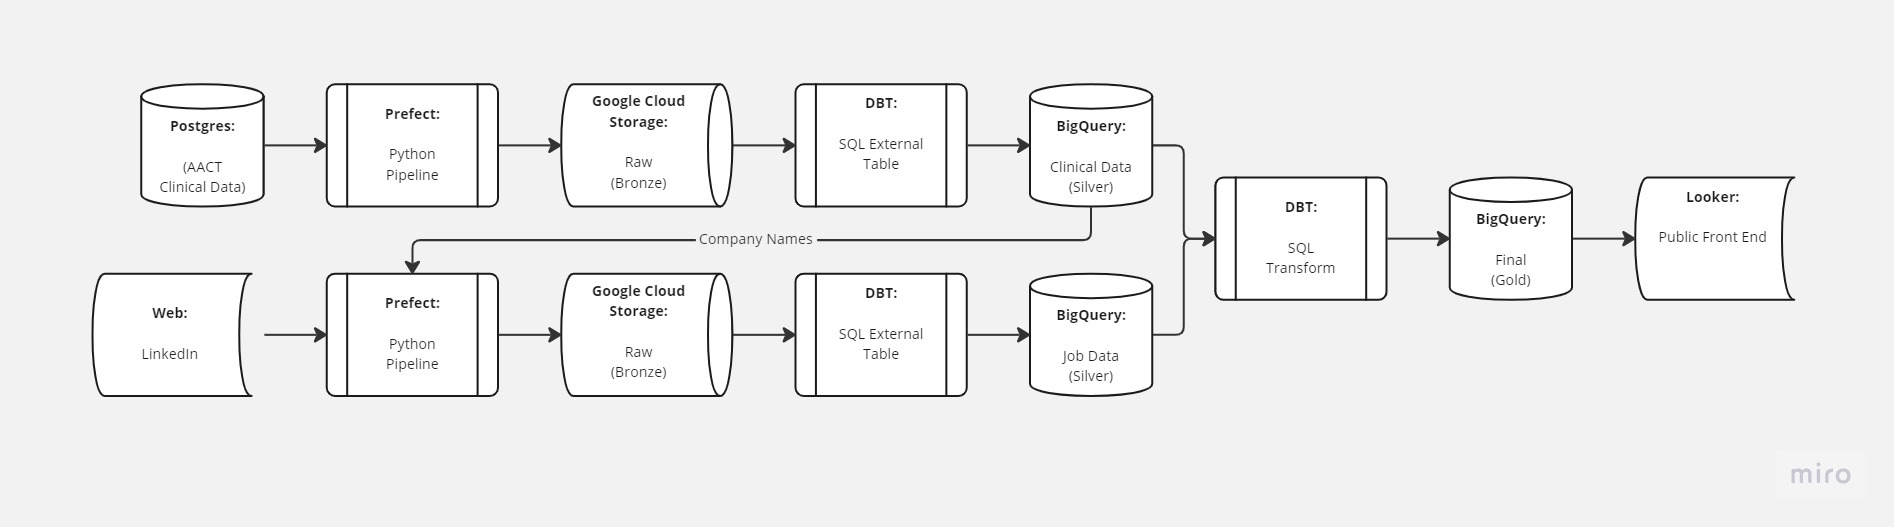 Postgres:
(AACT
Clinical Data)
Prefect:
Python
Pipeline
Google Cloud
Storage:
Raw
(Bronze)
DBT:
SQL External
Table
BigQuery:
Clinical Data
(Silver)
Company Names
Web:
LinkedIn
Prefect:
Python
Pipeline
Google Cloud
Storage:
Raw
(Bronze)
DBT:
SQL External
Table
BigQuery:
Job Data
(Silver)
DBT:
SQL
Transform
BigQuery:
Final
(Gold)
Looker:
Public Front End
miro